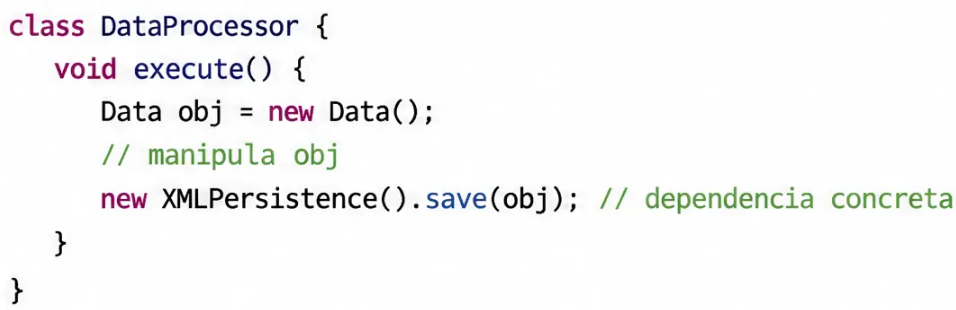 class DataProcessor {
void execute() {
Data obj = new Data();
// manipula obj
new XMLPersistence().save(obj); // dependencia concreta
}
}